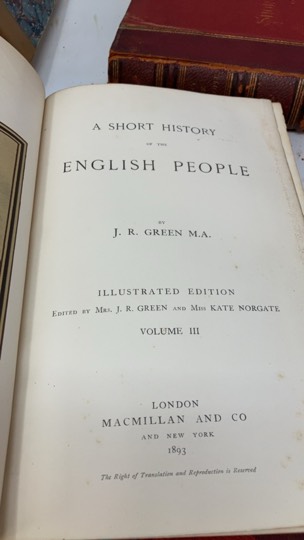 A SHORT HISTORY
OF THE
ENGLISH PEOPLE
BY
J. R. GREEN M.A.
ILLUSTRATED EDITION
EDITED BY MRS. J. R. GREEN AND MISS KATE NORGATE
VOLUME III
LONDON
MACMILLAN AND CO
AND NEW YORK
1893
The Right of Translation and Reproduction is Reserved